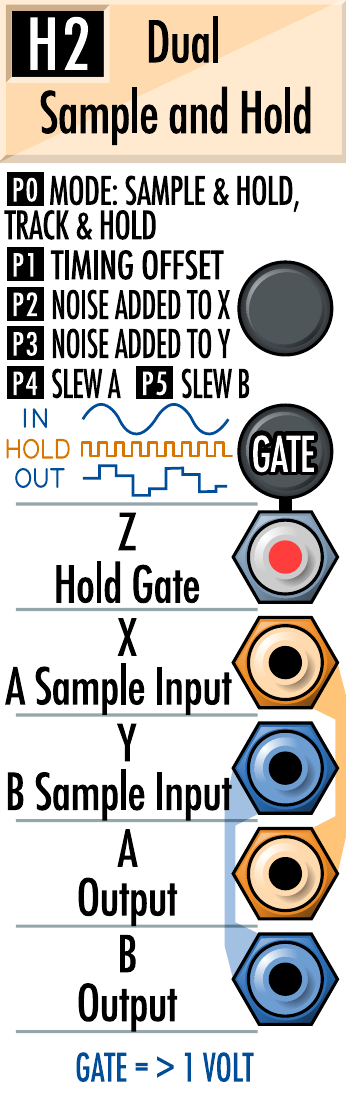 H2 Dual
Sample and Hold
P0 MODE: SAMPLE & HOLD,
TRACK & HOLD
P1 TIMING OFFSET
P2 NOISE ADDED TO X
P3 NOISE ADDED TO Y
P4 SLEW A P5 SLEW B
IN
HOLD
OUT
GATE
Z
Hold Gate
X
A Sample Input
Y
B Sample Input
A
Output
B
Output
GATE = > 1 VOLT